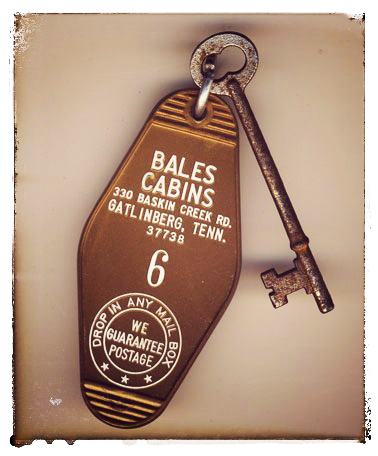 BALES
CABINS
330 BASKIN CREEK RD.
GATLINBERG, TENN.
37738
6
DROP IN ANY MAIL BOX
WE
GUARANTEE
POSTAGE